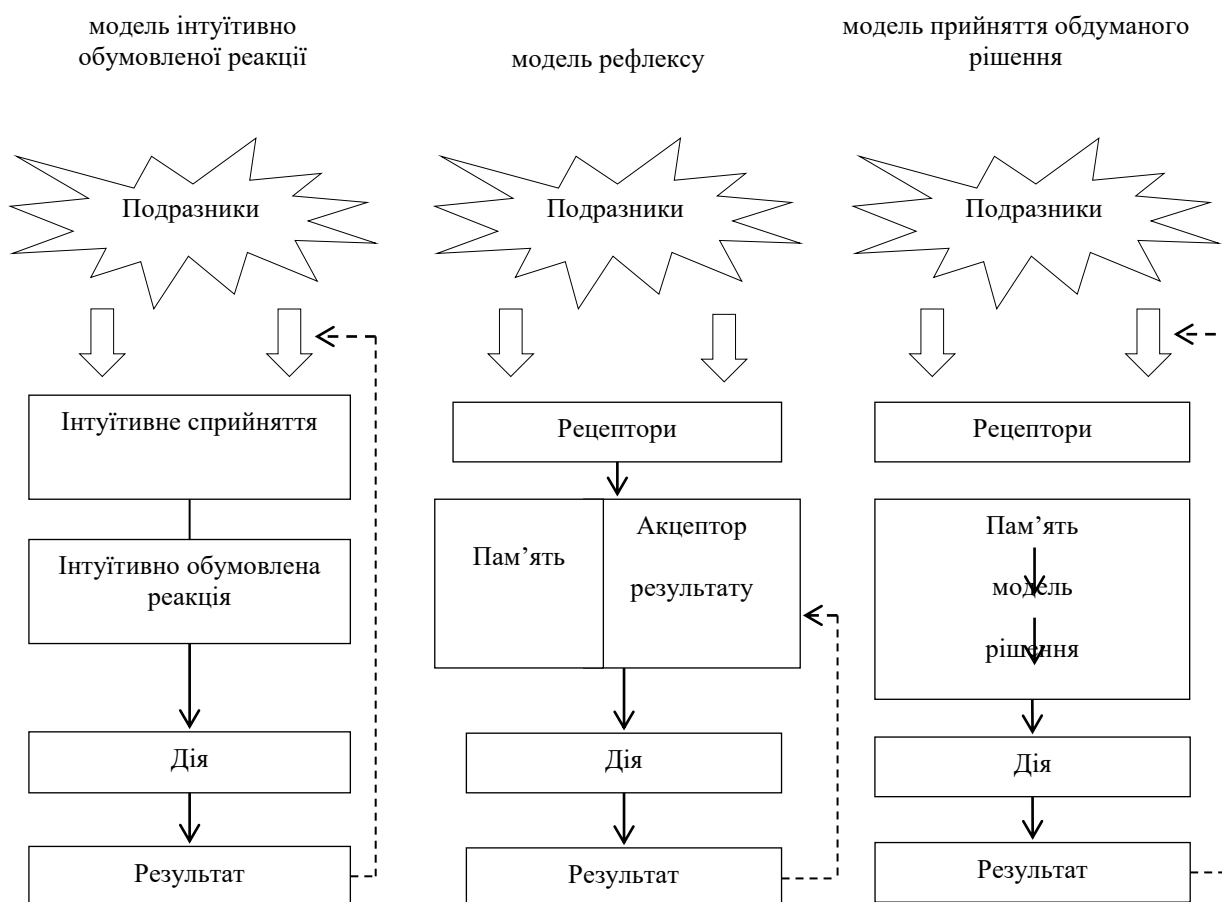 модель інтуїтивно
обумовленої реакції
модель рефлексу
модель прийняття обдуманого
рішення
Подразники
Подразники
Подразники
Інтуїтивне сприйняття
Рецептори
Рецептори
Інтуїтивно обумовлена
реакція
Пам’ять
Акцептор
результату
Пам’ять
модель
рішення
Дія
Дія
Дія
Результат
Результат
Результат